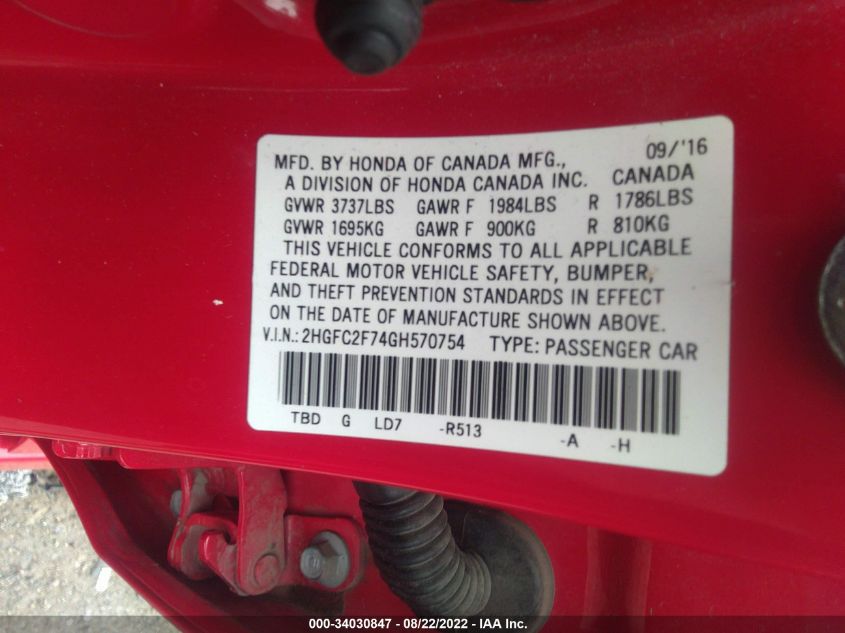 MFD. BY HONDA OF CANADA MFG., 09/'16
A DIVISION OF HONDA CANADA INC. CANADA
GVWR 3737LBS GAWR F 1984LBS R 1786LBS
GVWR 1695KG GAWR F 900KG R 810KG
THIS VEHICLE CONFORMS TO ALL APPLICABLE
FEDERAL MOTOR VEHICLE SAFETY, BUMPER,
AND THEFT PREVENTION STANDARDS IN EFFECT
ON THE DATE OF MANUFACTURE SHOWN ABOVE.
V.I.N.: 2HGFC2F74GH570754 TYPE: PASSENGER CAR
TBD G LD7 -R513 -A -H
000-34030847 - 08/22/2022 - IAA Inc.